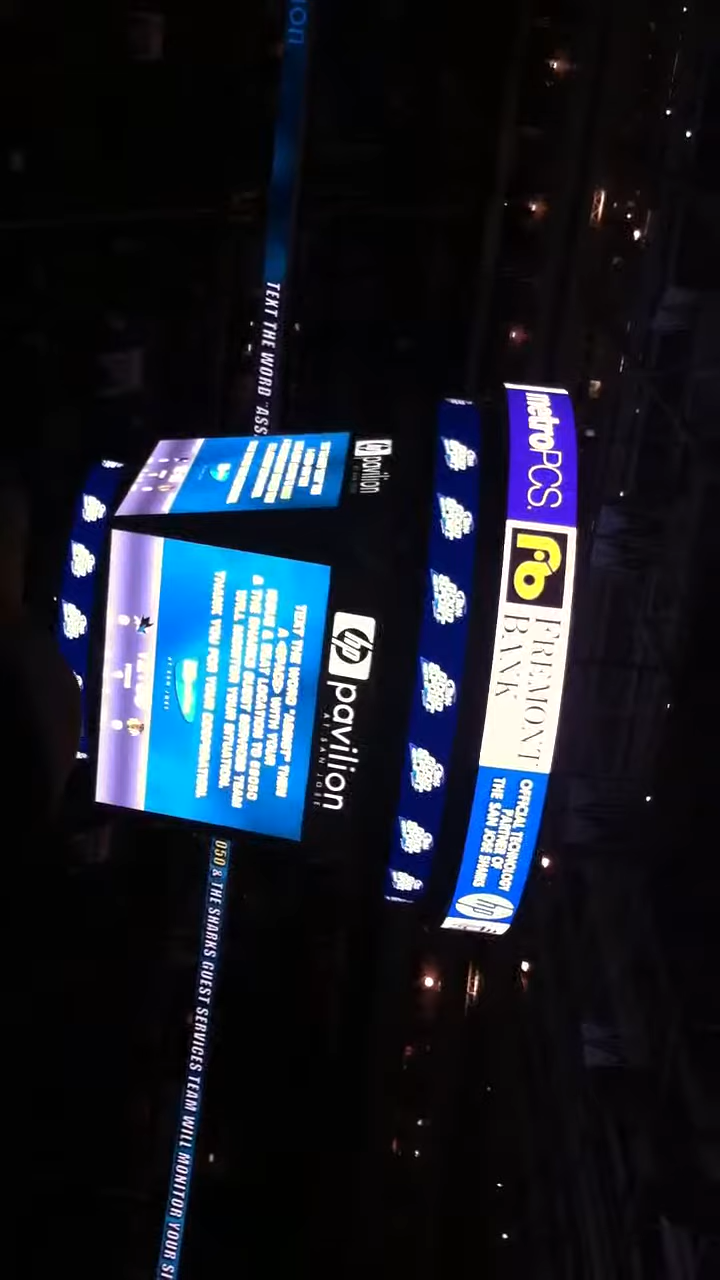 metroPCS.
FREMONT
BANK
OFFICIAL TECHNOLOGY
PARTNER OF
THE SAN JOSE SHARKS
hp
hp pavilion
AT SAN JOSE
hp pavilion
TEXT THE WORD "ASSIST" THEN
A <SPACE> WITH YOUR
ISSUE & SEAT LOCATION TO 69050
& THE SHARKS GUEST SERVICES TEAM
WILL MONITOR YOUR SITUATION.
THANK YOU FOR YOUR COOPERATION.
ion
TEXT THE WORD "ASS
050 & THE SHARKS GUEST SERVICES TEAM WILL MONITOR YOUR SI